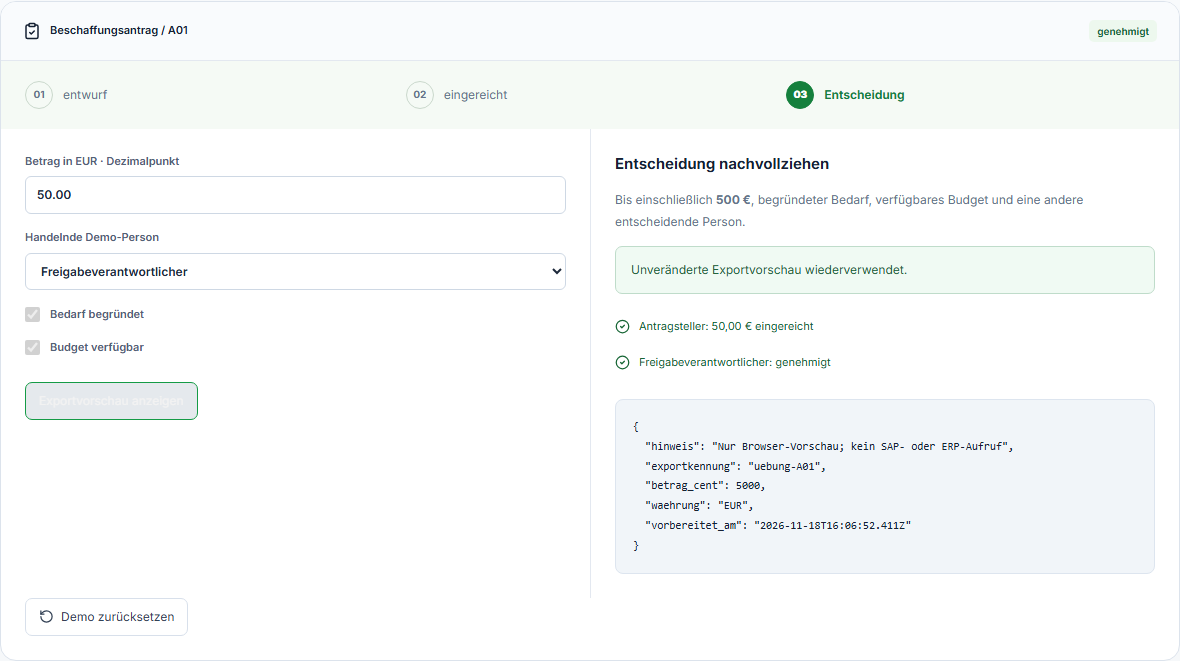 Beschaffungsantrag / A01
genehmigt
01 entwurf
02 eingereicht
03 Entscheidung
Betrag in EUR · Dezimalpunkt
50.00
Handelnde Demo-Person
Freigabeverantwortlicher
Bedarf begründet
Budget verfügbar
Exportvorschau anzeigen
Demo zurücksetzen
Entscheidung nachvollziehen
Bis einschließlich 500 €, begründeter Bedarf, verfügbares Budget und eine andere
entscheidende Person.
Unveränderte Exportvorschau wiederverwendet.
Antragsteller: 50,00 € eingereicht
Freigabeverantwortlicher: genehmigt
{
  "hinweis": "Nur Browser-Vorschau; kein SAP- oder ERP-Aufruf",
  "exportkennung": "uebung-A01",
  "betrag_cent": 5000,
  "waehrung": "EUR",
  "vorbereitet_am": "2026-11-18T16:06:52.411Z"
}